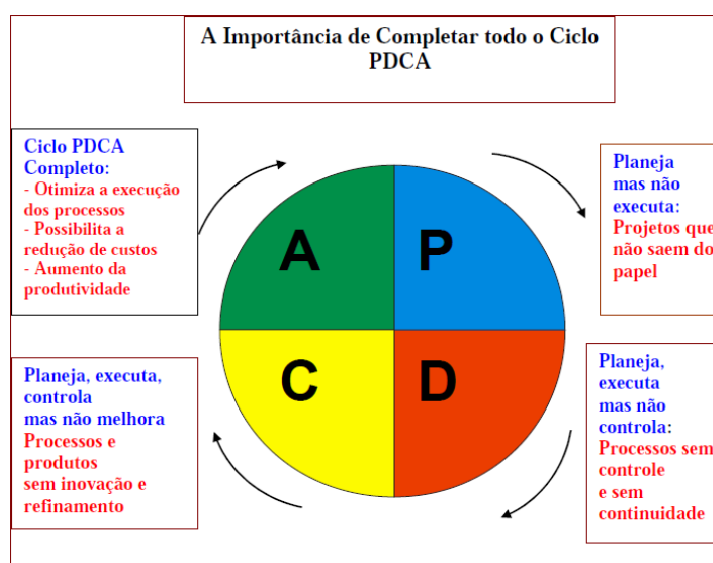 A Importância de Completar todo o Ciclo
PDCA
Ciclo PDCA
Completo:
- Otimiza a execução
dos processos
- Possibilita a
redução de custos
- Aumento da
produtividade
Planeja
mas não
executa:
Projetos que
não saem do
papel
A
P
C
D
Planeja, executa,
controla
mas não melhora
Processos e
produtos
sem inovação e
refinamento
Planeja,
executa
mas não
controla:
Processos sem
controle
e sem
continuidade